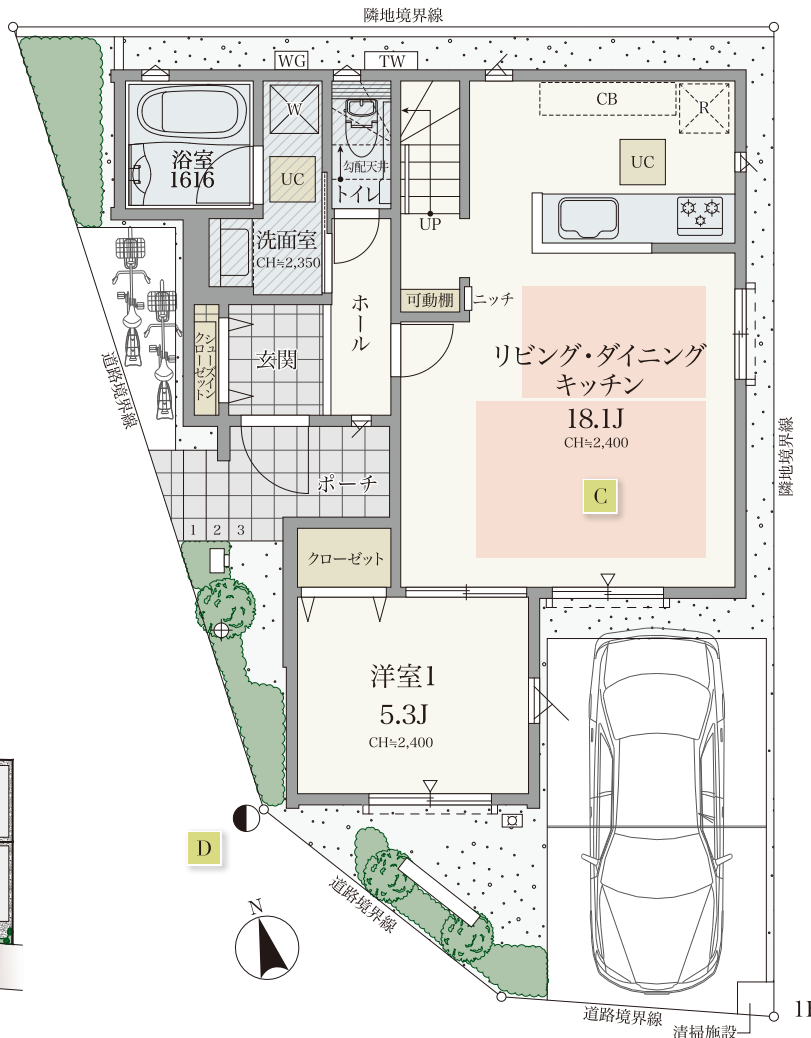 隣地境界線
WG
TW
CB
R
W
浴室
1616
UC
勾配天井
トイレ
UC
UP
洗面室
CH≒2,350
ホール
可動棚
ニッチ
シューズイン
クローゼット
玄関
リビング・ダイニング
キッチン
18.1J
CH≒2,400
道路境界線
隣地境界線
ポーチ
C
1 2 3
クローゼット
洋室1
5.3J
CH≒2,400
D
道路境界線
N
道路境界線
清掃施設